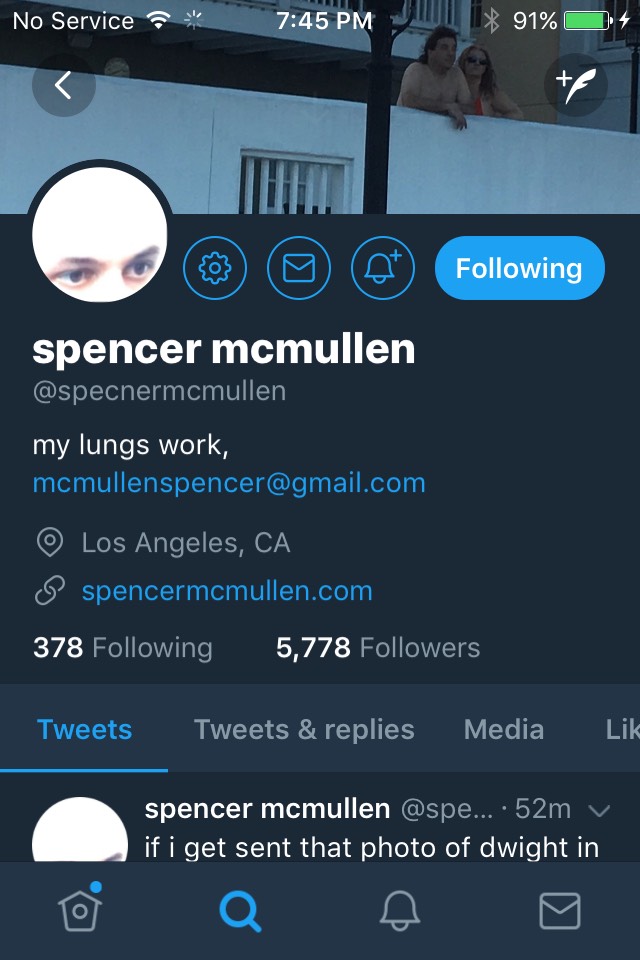 No Service 7:45 PM 91%
Following
spencer mcmullen
@specnermcmullen
my lungs work,
mcmullenspencer@gmail.com
Los Angeles, CA
spencermcmullen.com
378 Following 5,778 Followers
Tweets Tweets & replies Media Lik
spencer mcmullen @spe... · 52m
if i get sent that photo of dwight in